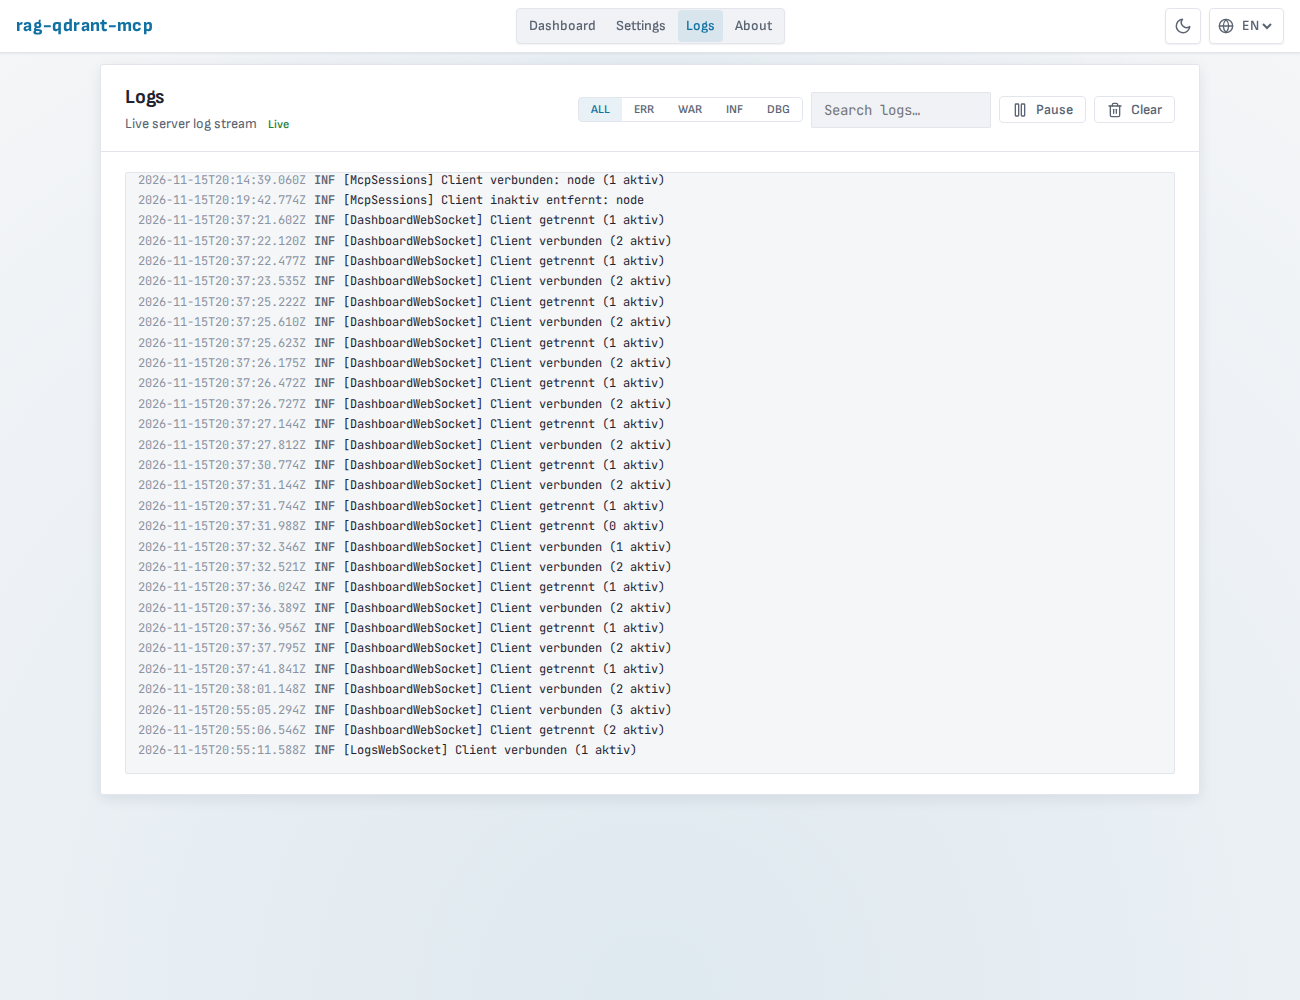 rag-qdrant-mcp
Dashboard Settings Logs About
EN
Logs
Live server log stream Live
ALL ERR WAR INF DBG
Search logs…
Pause
Clear
2026-11-15T20:14:39.060Z INF [McpSessions] Client verbunden: node (1 aktiv)
2026-11-15T20:19:42.774Z INF [McpSessions] Client inaktiv entfernt: node
2026-11-15T20:37:21.602Z INF [DashboardWebSocket] Client getrennt (1 aktiv)
2026-11-15T20:37:22.120Z INF [DashboardWebSocket] Client verbunden (2 aktiv)
2026-11-15T20:37:22.477Z INF [DashboardWebSocket] Client getrennt (1 aktiv)
2026-11-15T20:37:23.535Z INF [DashboardWebSocket] Client verbunden (2 aktiv)
2026-11-15T20:37:25.222Z INF [DashboardWebSocket] Client getrennt (1 aktiv)
2026-11-15T20:37:25.610Z INF [DashboardWebSocket] Client verbunden (2 aktiv)
2026-11-15T20:37:25.623Z INF [DashboardWebSocket] Client getrennt (1 aktiv)
2026-11-15T20:37:26.175Z INF [DashboardWebSocket] Client verbunden (2 aktiv)
2026-11-15T20:37:26.472Z INF [DashboardWebSocket] Client getrennt (1 aktiv)
2026-11-15T20:37:26.727Z INF [DashboardWebSocket] Client verbunden (2 aktiv)
2026-11-15T20:37:27.144Z INF [DashboardWebSocket] Client getrennt (1 aktiv)
2026-11-15T20:37:27.812Z INF [DashboardWebSocket] Client verbunden (2 aktiv)
2026-11-15T20:37:30.774Z INF [DashboardWebSocket] Client getrennt (1 aktiv)
2026-11-15T20:37:31.144Z INF [DashboardWebSocket] Client verbunden (2 aktiv)
2026-11-15T20:37:31.744Z INF [DashboardWebSocket] Client getrennt (1 aktiv)
2026-11-15T20:37:31.988Z INF [DashboardWebSocket] Client getrennt (0 aktiv)
2026-11-15T20:37:32.346Z INF [DashboardWebSocket] Client verbunden (1 aktiv)
2026-11-15T20:37:32.521Z INF [DashboardWebSocket] Client verbunden (2 aktiv)
2026-11-15T20:37:36.024Z INF [DashboardWebSocket] Client getrennt (1 aktiv)
2026-11-15T20:37:36.389Z INF [DashboardWebSocket] Client verbunden (2 aktiv)
2026-11-15T20:37:36.956Z INF [DashboardWebSocket] Client getrennt (1 aktiv)
2026-11-15T20:37:37.795Z INF [DashboardWebSocket] Client verbunden (2 aktiv)
2026-11-15T20:37:41.841Z INF [DashboardWebSocket] Client getrennt (1 aktiv)
2026-11-15T20:38:01.148Z INF [DashboardWebSocket] Client verbunden (2 aktiv)
2026-11-15T20:55:05.294Z INF [DashboardWebSocket] Client verbunden (3 aktiv)
2026-11-15T20:55:06.546Z INF [DashboardWebSocket] Client getrennt (2 aktiv)
2026-11-15T20:55:11.588Z INF [LogsWebSocket] Client verbunden (1 aktiv)